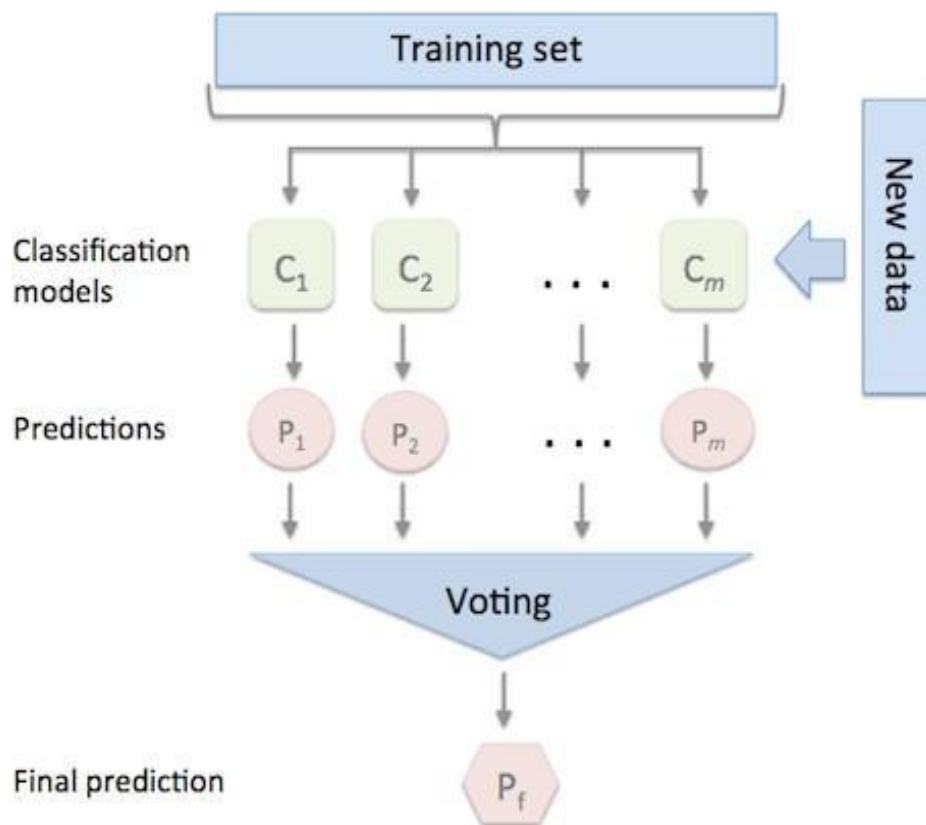 Training set
New data
Classification
models
C1
C2
. . .
Cm
Predictions
P1
P2
. . .
Pm
Voting
Final prediction
Pf